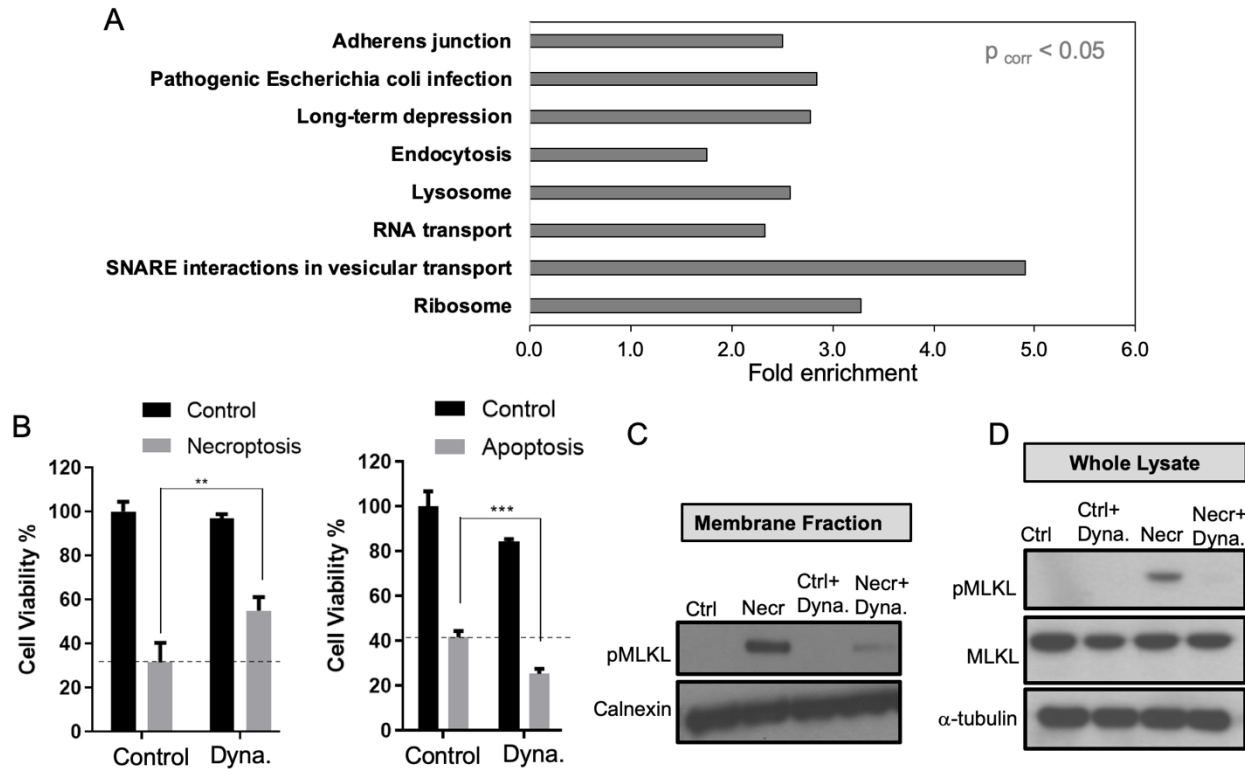 A
Adherens junction
Pathogenic Escherichia coli infection
Long-term depression
Endocytosis
Lysosome
RNA transport
SNARE interactions in vesicular transport
Ribosome
p corr < 0.05
0.0 1.0 2.0 3.0 4.0 5.0 6.0
Fold enrichment
B
Control
Necroptosis
**
Cell Viability %
120
100
80
60
40
20
0
Control Dyna.
Control
Apoptosis
***
Cell Viability %
120
100
80
60
40
20
0
Control Dyna.
C
Membrane Fraction
Ctrl Necr Ctrl+ Dyna. Necr+ Dyna.
pMLKL
Calnexin
D
Whole Lysate
Ctrl Ctrl+ Dyna. Necr Necr+ Dyna.
pMLKL
MLKL
α-tubulin